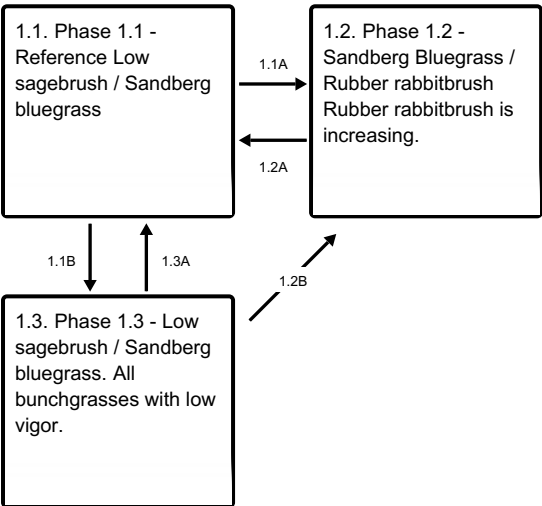 1.1. Phase 1.1 -
Reference Low
sagebrush / Sandberg
bluegrass
1.1A
1.2A
1.2. Phase 1.2 -
Sandberg Bluegrass /
Rubber rabbitbrush
Rubber rabbitbrush is
increasing.
1.1B
1.3A
1.2B
1.3. Phase 1.3 - Low
sagebrush / Sandberg
bluegrass. All
bunchgrasses with low
vigor.